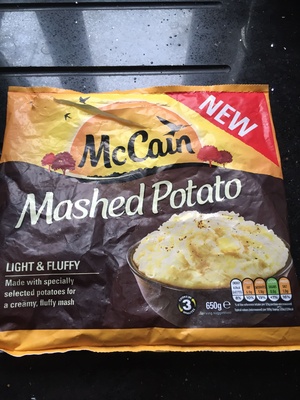 NEW
McCain
Mashed Potato
LIGHT & FLUFFY
Made with specially
selected potatoes for
a creamy, fluffy mash
3
650g e